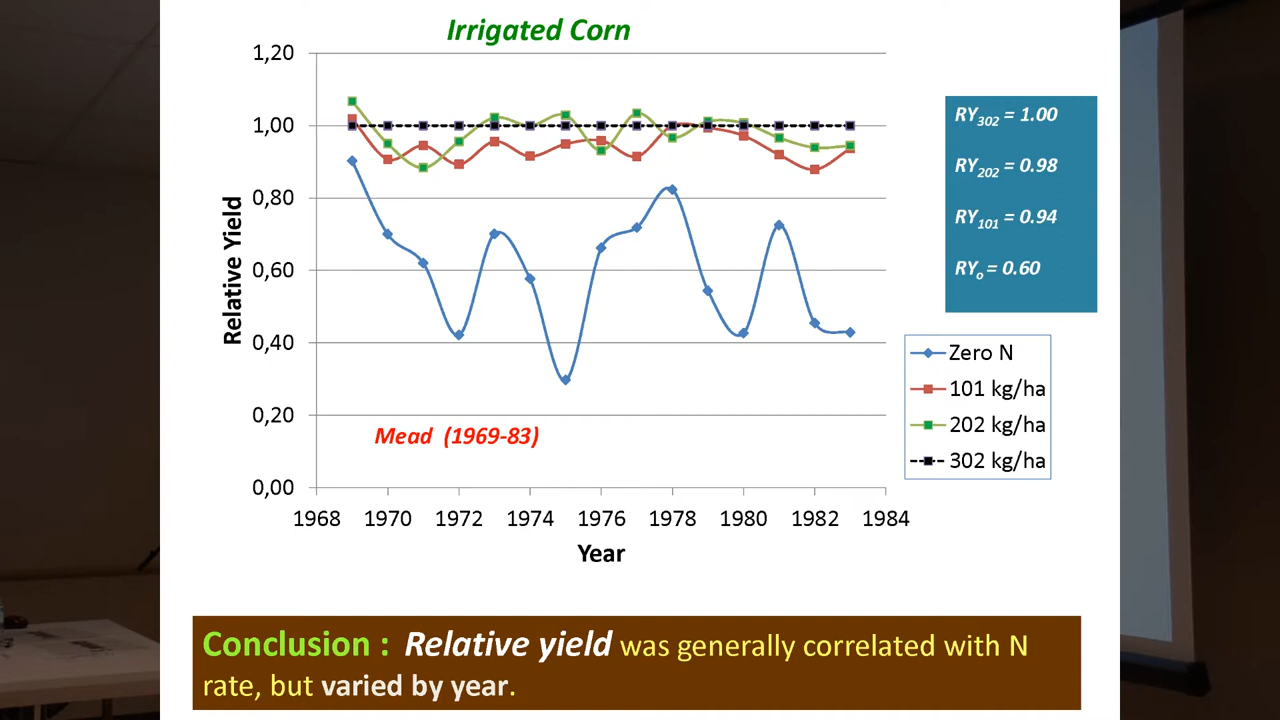 Irrigated Corn
1,20
1,00
0,80
0,60
0,40
0,20
0,00
Relative Yield
Mead (1969-83)
1968 1970 1972 1974 1976 1978 1980 1982 1984
Year
RY302 = 1.00
RY202 = 0.98
RY101 = 0.94
RYo = 0.60
Zero N
101 kg/ha
202 kg/ha
302 kg/ha
Conclusion : Relative yield was generally correlated with N
rate, but varied by year.